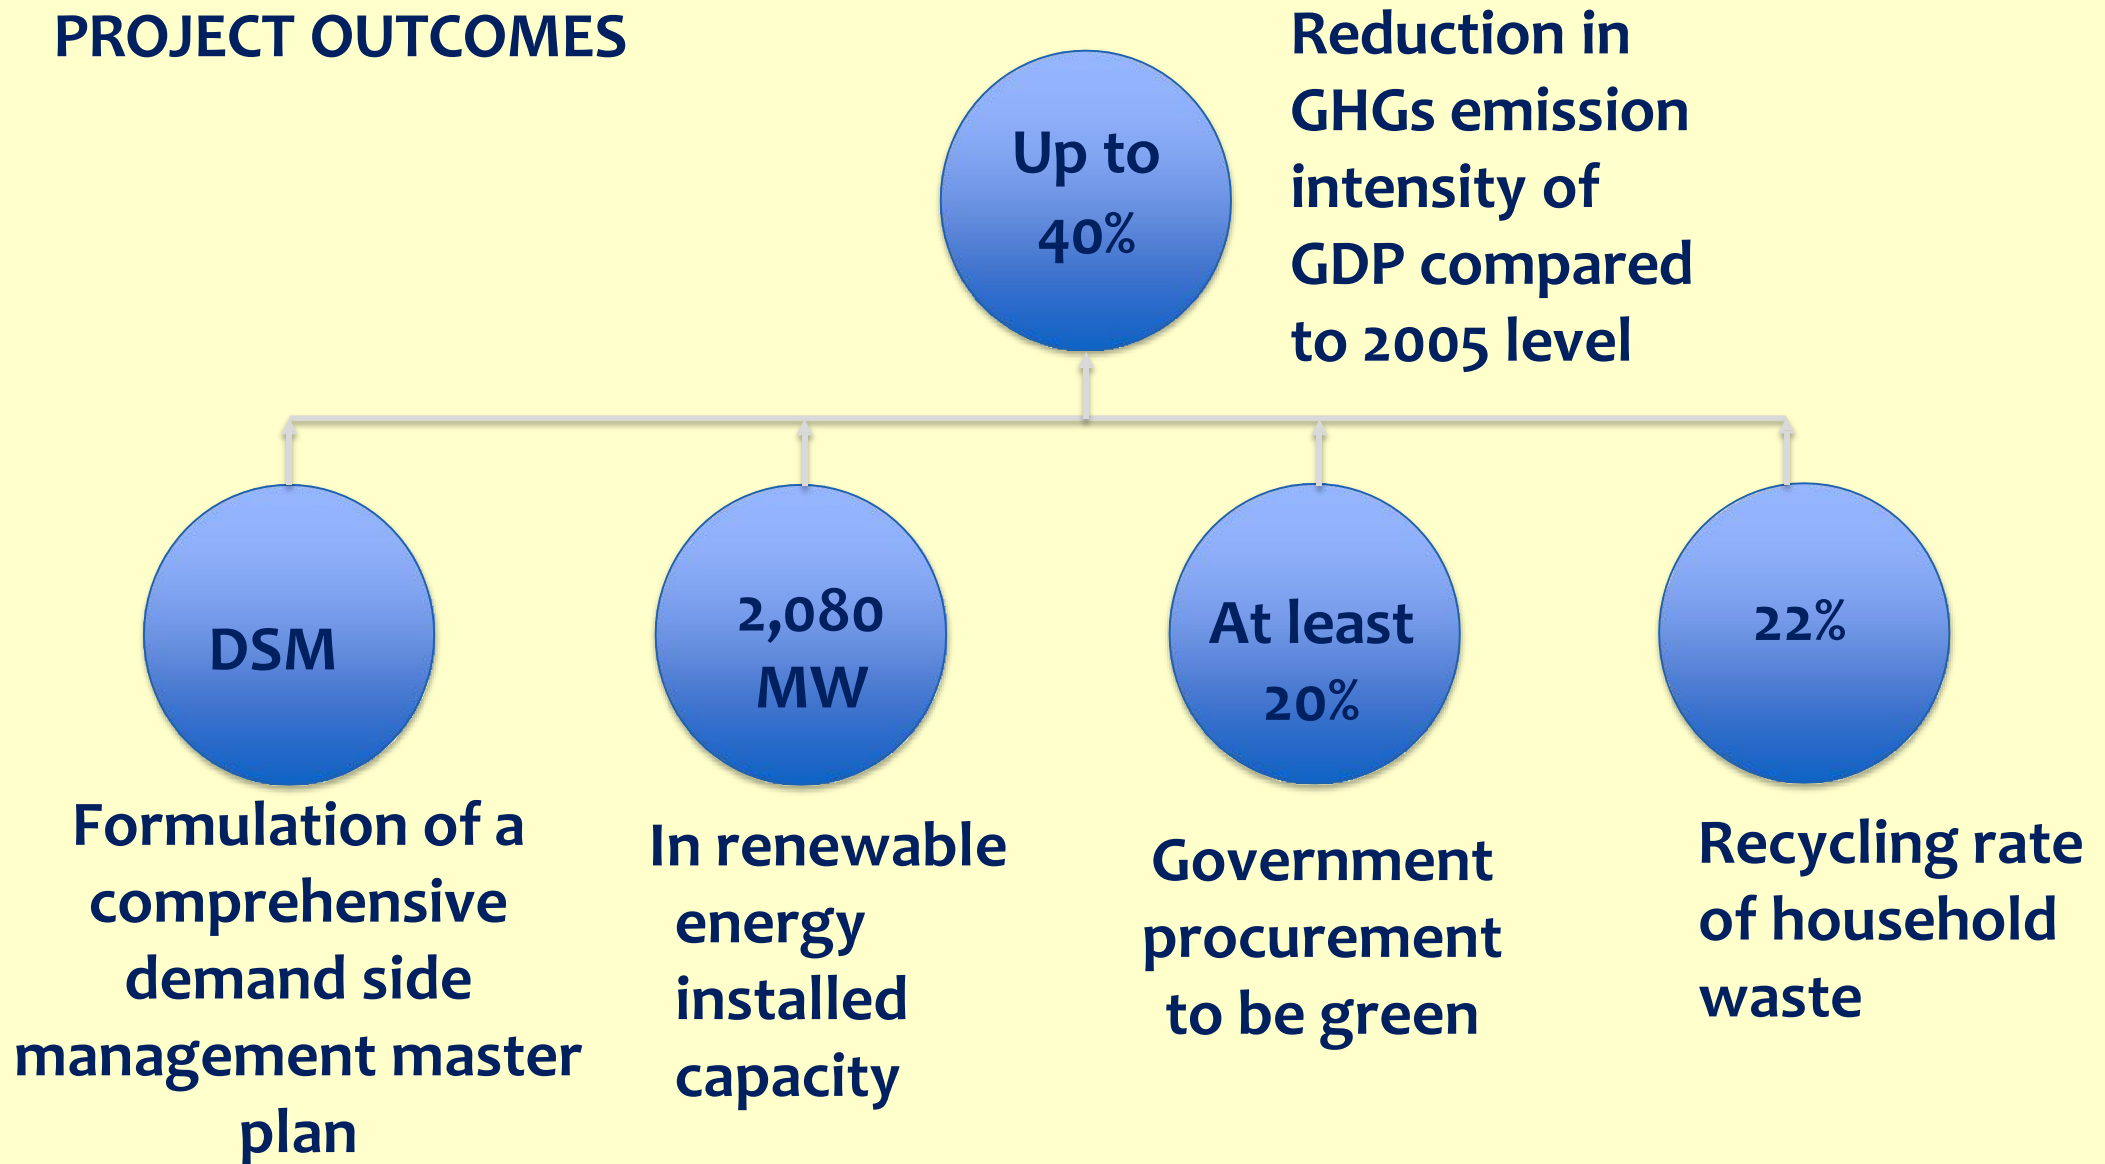 PROJECT OUTCOMES
Up to
40%
Reduction in
GHGs emission
intensity of
GDP compared
to 2005 level
DSM
Formulation of a
comprehensive
demand side
management master
plan
2,080
MW
In renewable
energy
installed
capacity
At least
20%
Government
procurement
to be green
22%
Recycling rate
of household
waste